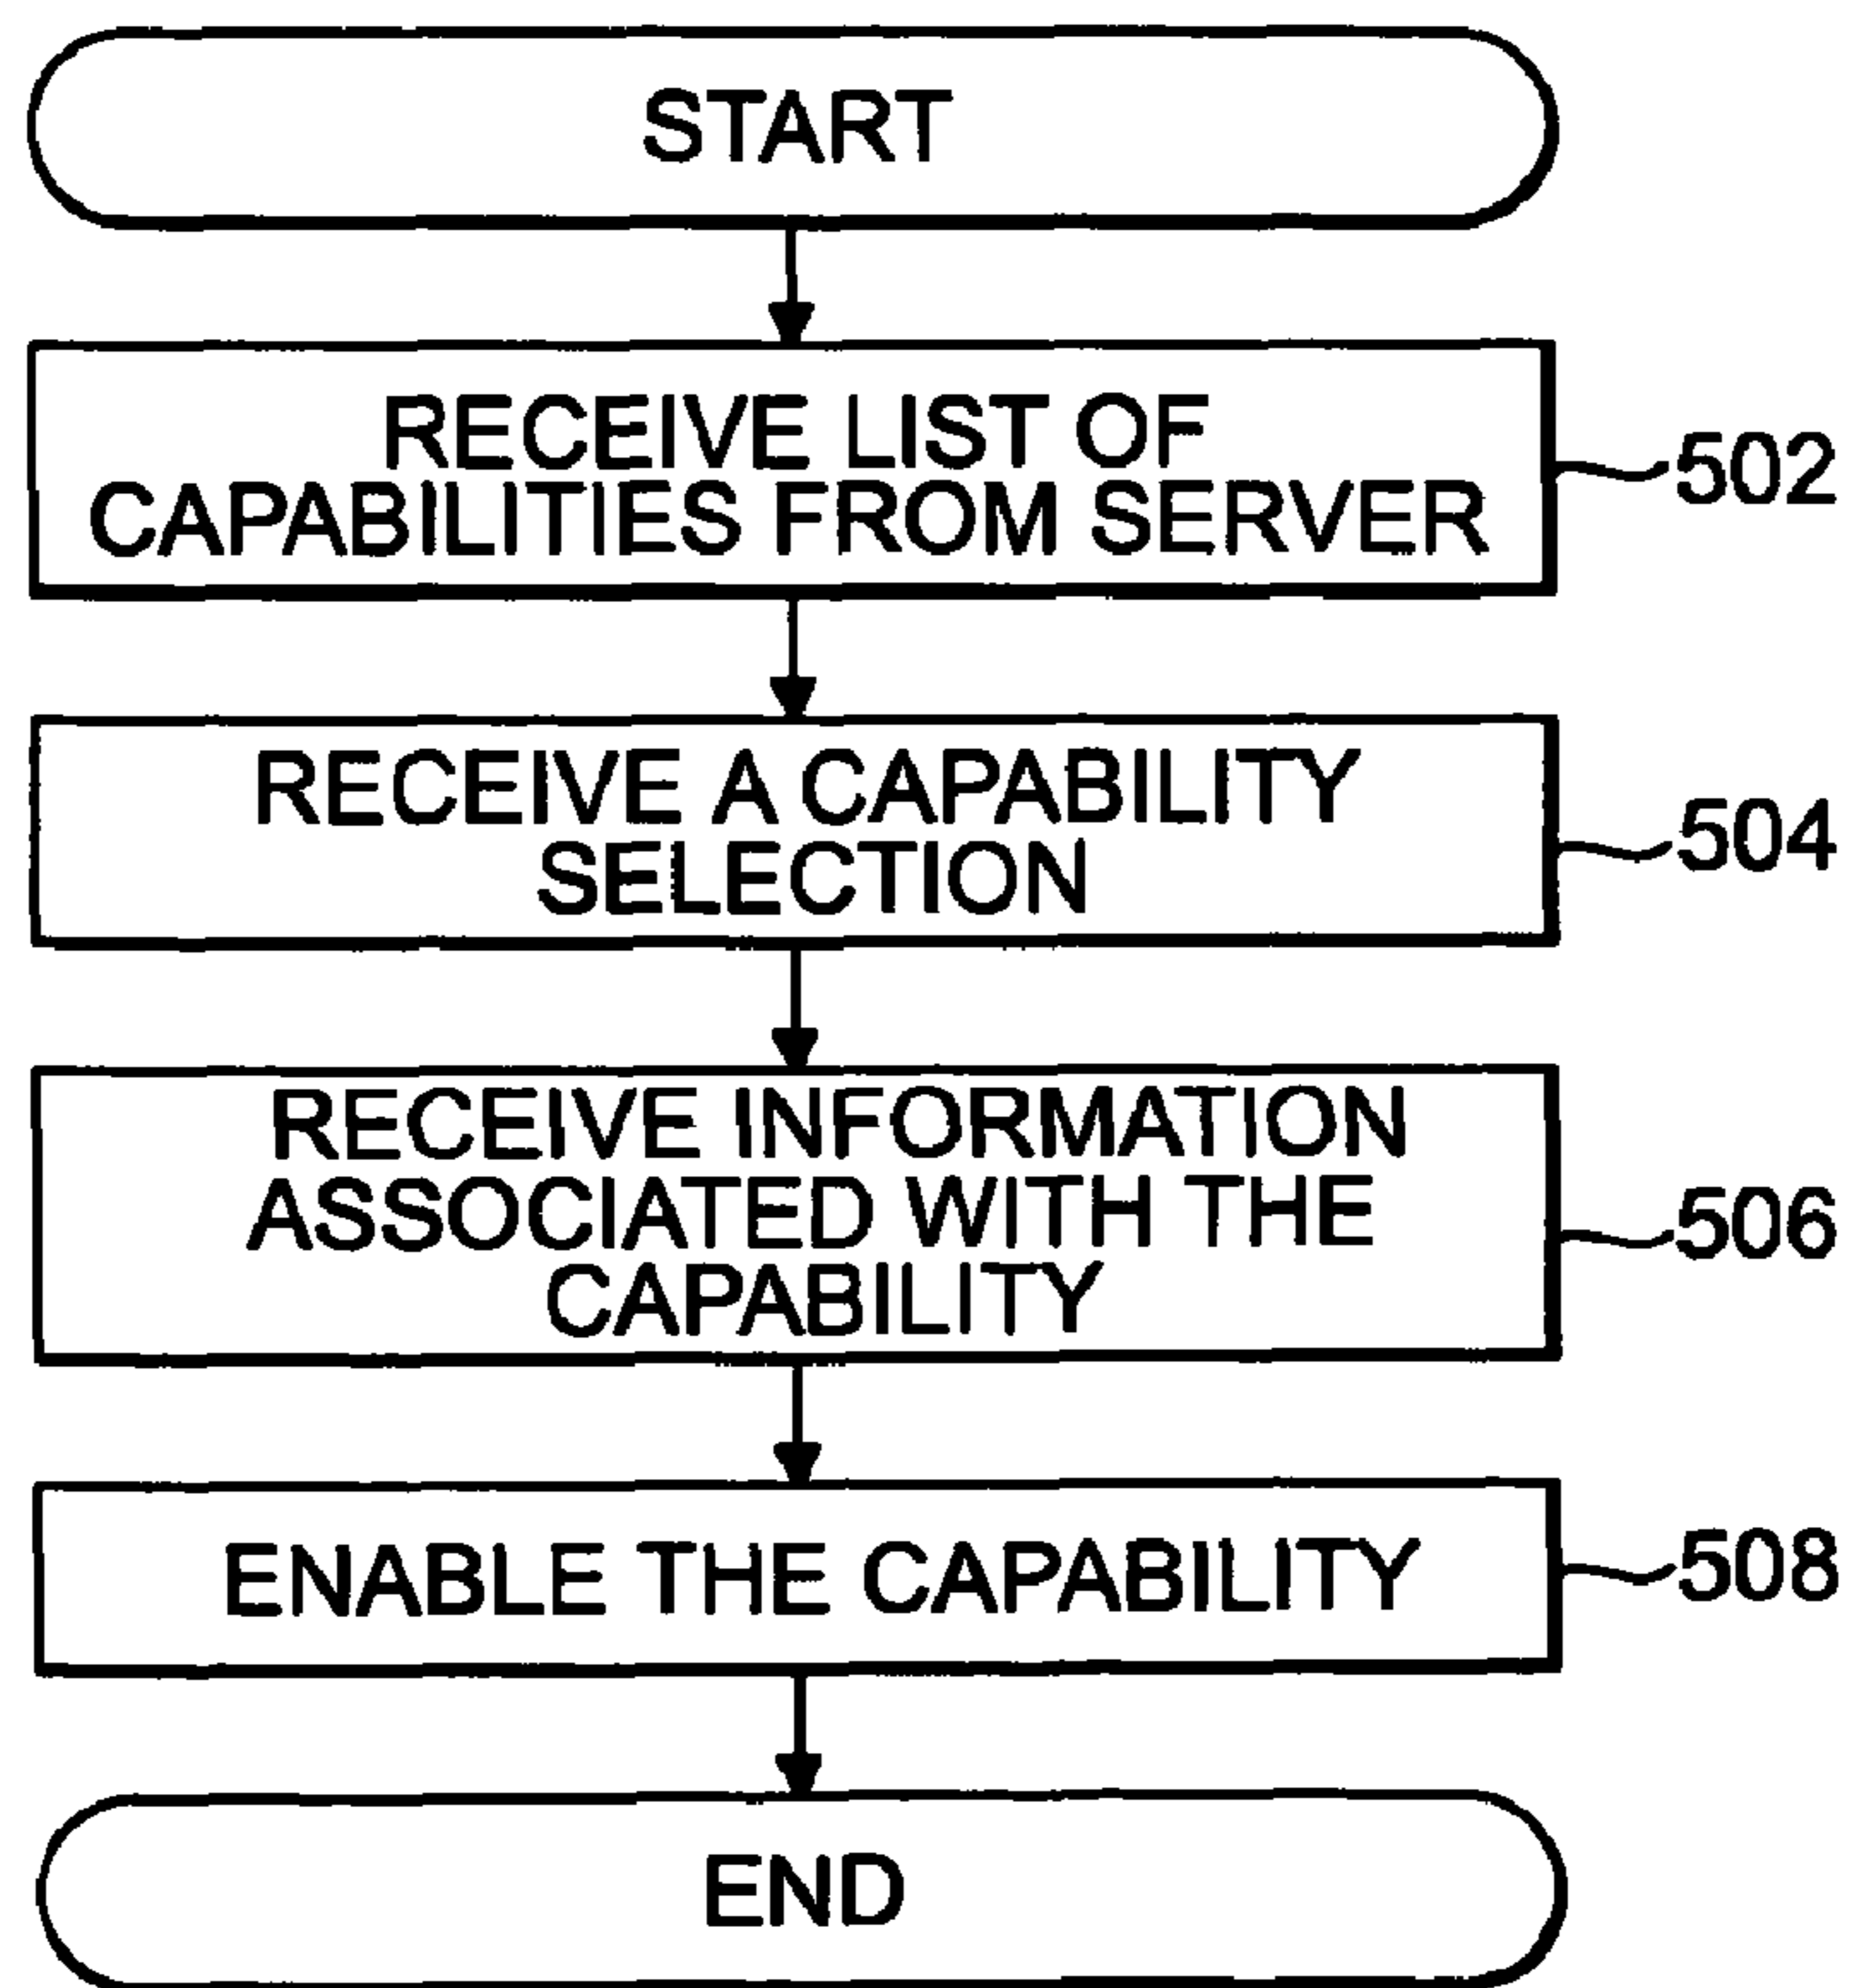 START
RECEIVE LIST OF
CAPABILITIES FROM SERVER
502
RECEIVE A CAPABILITY
SELECTION
504
RECEIVE INFORMATION
ASSOCIATED WITH THE
CAPABILITY
506
ENABLE THE CAPABILITY
508
END